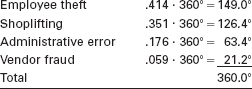 Employee theft .414 · 360° = 149.0°
Shoplifting .351 · 360° = 126.4°
Administrative error .176 · 360° = 63.4°
Vendor fraud .059 · 360° = 21.2°
Total 360.0°